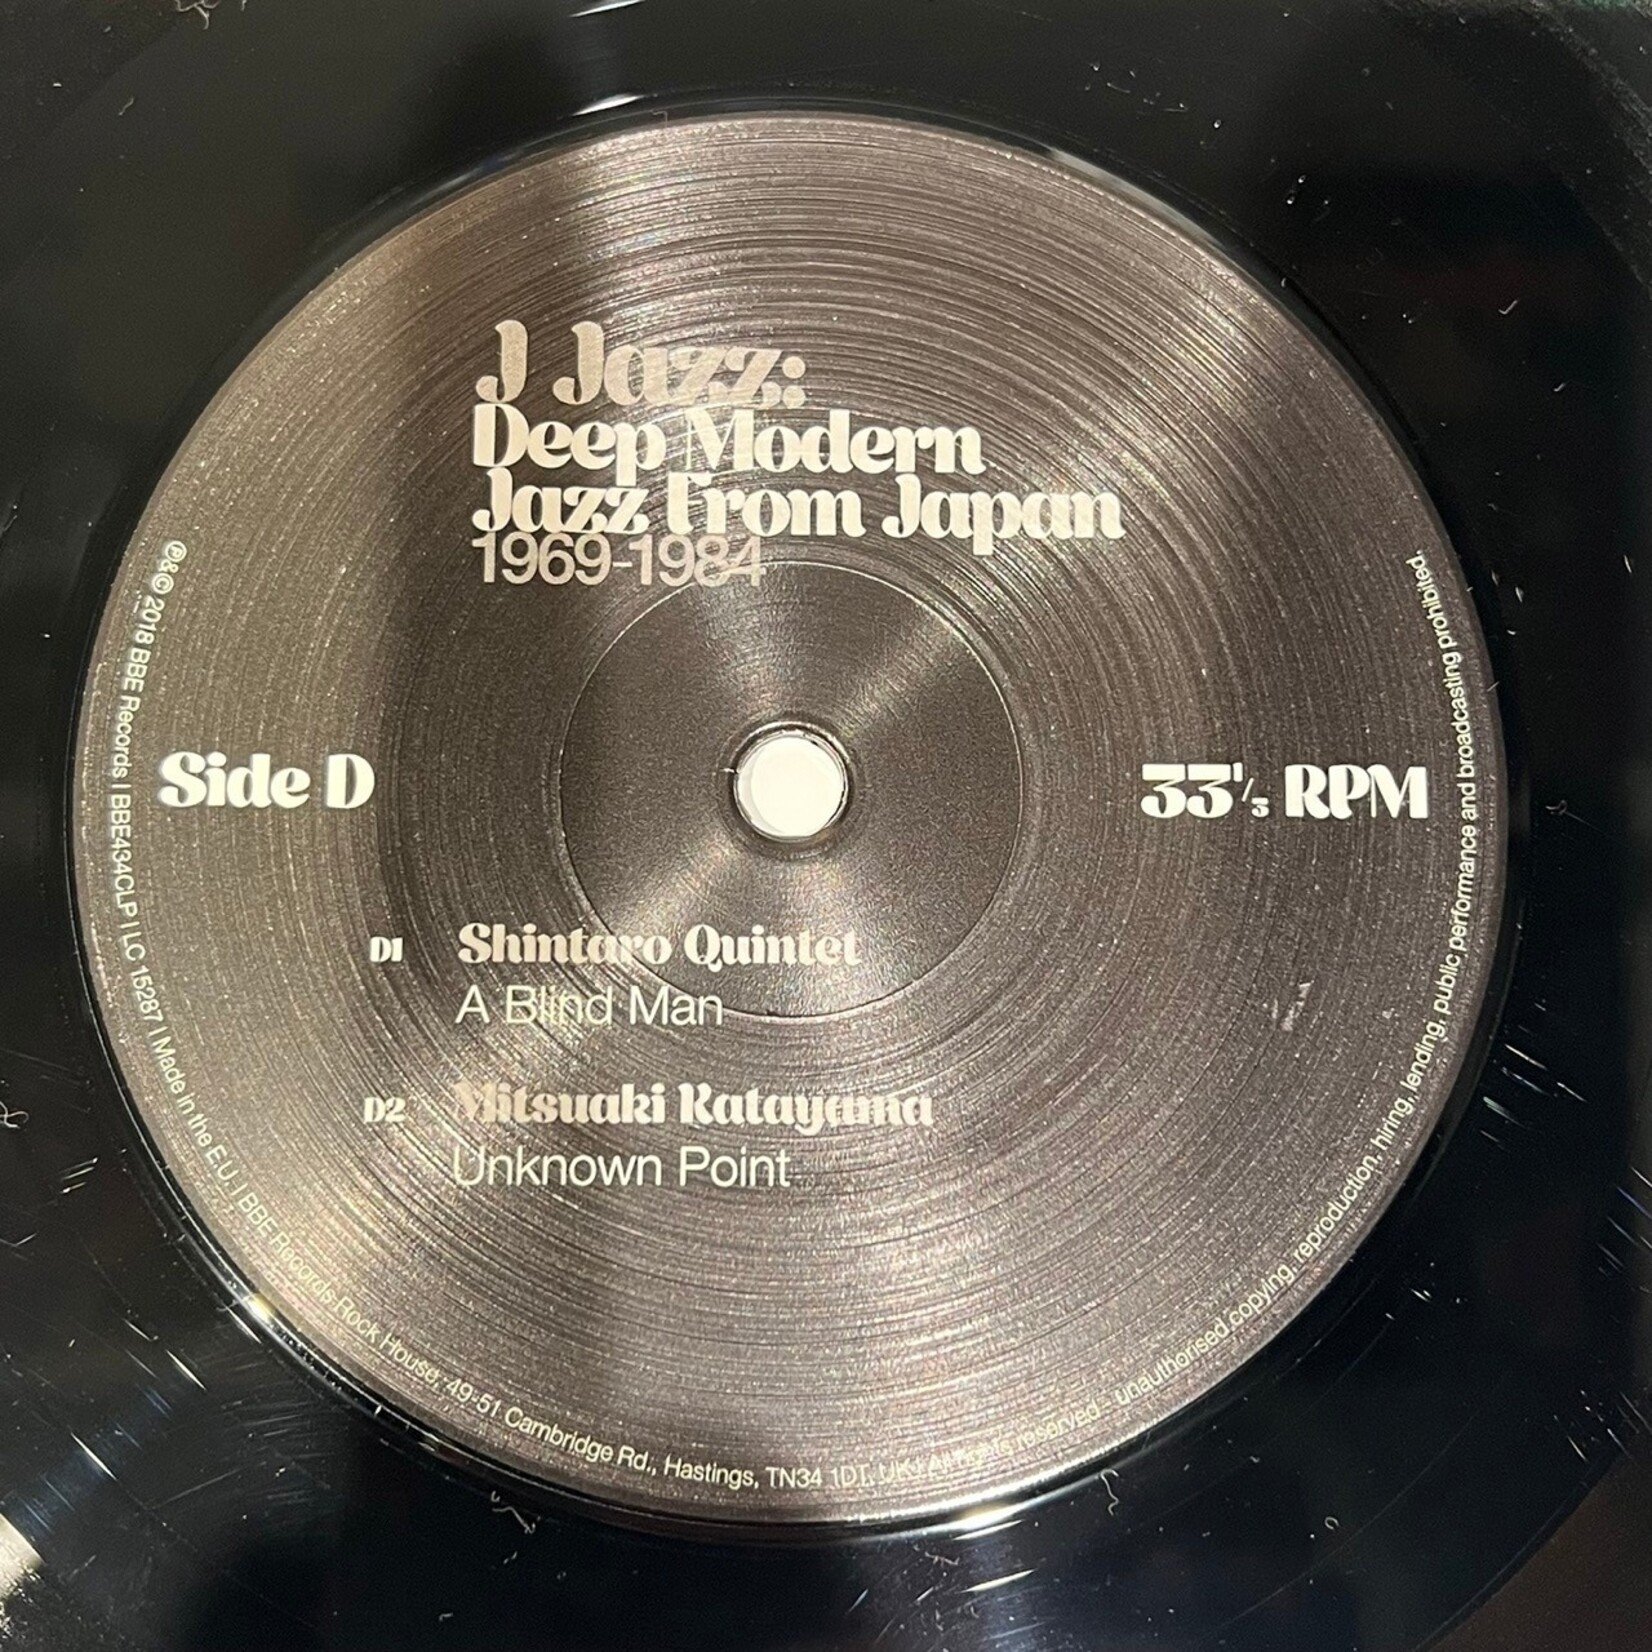 J Jazz:
Deep Modern
Jazz From Japan
1969-1984
Side D
33⅓ RPM
D1 Shintaro Quintet
A Blind Man
D2 Mitsuaki Katayama
Unknown Point
℗&© 2018 BBE Records | BBE434CLP | LC 15287 | Made in the E.U. | BBE Records Rock House, 49-51 Cambridge Rd., Hastings, TN34 1DT, UK | All rights reserved - unauthorised copying, reproduction, hiring, lending, public performance and broadcasting prohibited.